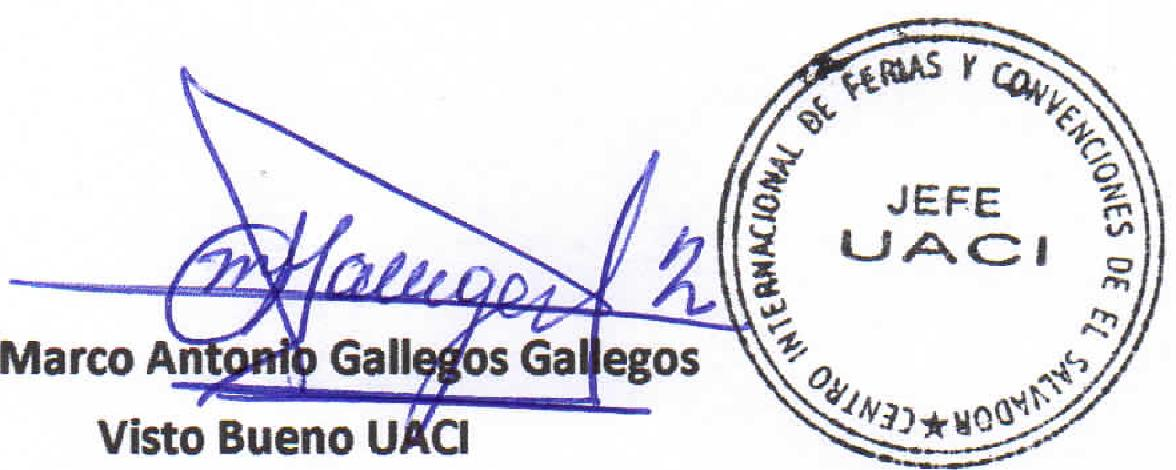 Marco Antonio Gallegos Gallegos
Visto Bueno UACI
CENTRO INTERNACIONAL DE FERIAS Y CONVENCIONES DE EL SALVADOR
JEFE
UACI